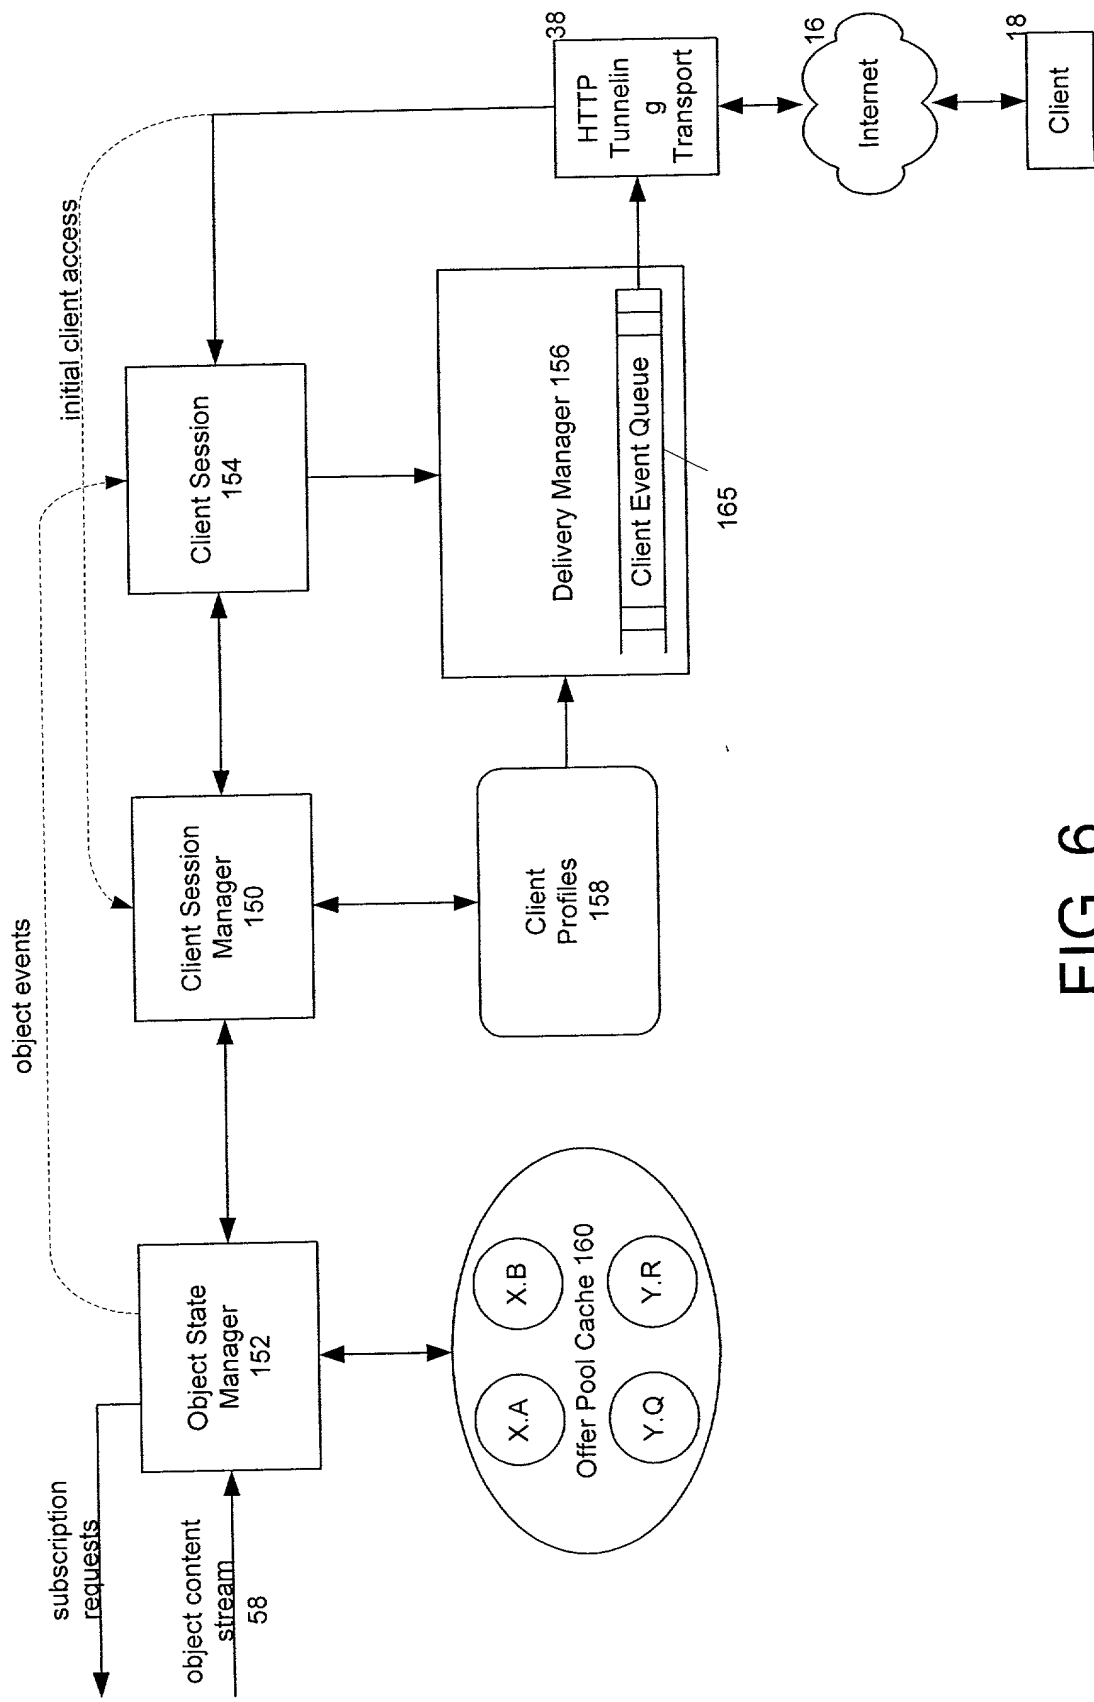 subscription
requests
object content
stream
58
object events
initial client access
Object State
Manager
152
Client Session
Manager
150
Client Session
154
X.A
X.B
Offer Pool Cache 160
Y.Q
Y.R
Client
Profiles
158
Delivery Manager 156
Client Event Queue
165
38
HTTP
Tunnelin
g
Transport
16
Internet
18
Client
FIG 6